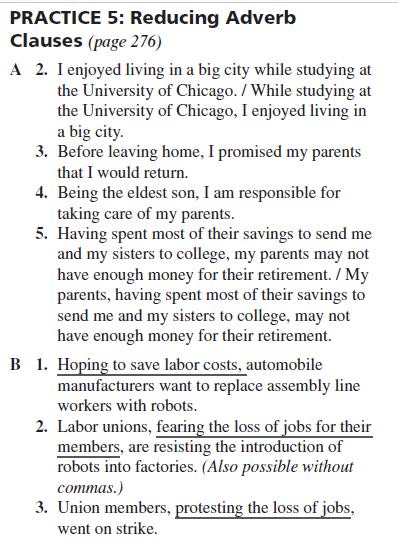 PRACTICE 5: Reducing Adverb
Clauses (page 276)
A 2. I enjoyed living in a big city while studying at
the University of Chicago. / While studying at
the University of Chicago, I enjoyed living in
a big city.
3. Before leaving home, I promised my parents
that I would return.
4. Being the eldest son, I am responsible for
taking care of my parents.
5. Having spent most of their savings to send me
and my sisters to college, my parents may not
have enough money for their retirement. / My
parents, having spent most of their savings to
send me and my sisters to college, may not
have enough money for their retirement.
B 1. Hoping to save labor costs, automobile
manufacturers want to replace assembly line
workers with robots.
2. Labor unions, fearing the loss of jobs for their
members, are resisting the introduction of
robots into factories. (Also possible without
commas.)
3. Union members, protesting the loss of jobs,
went on strike.